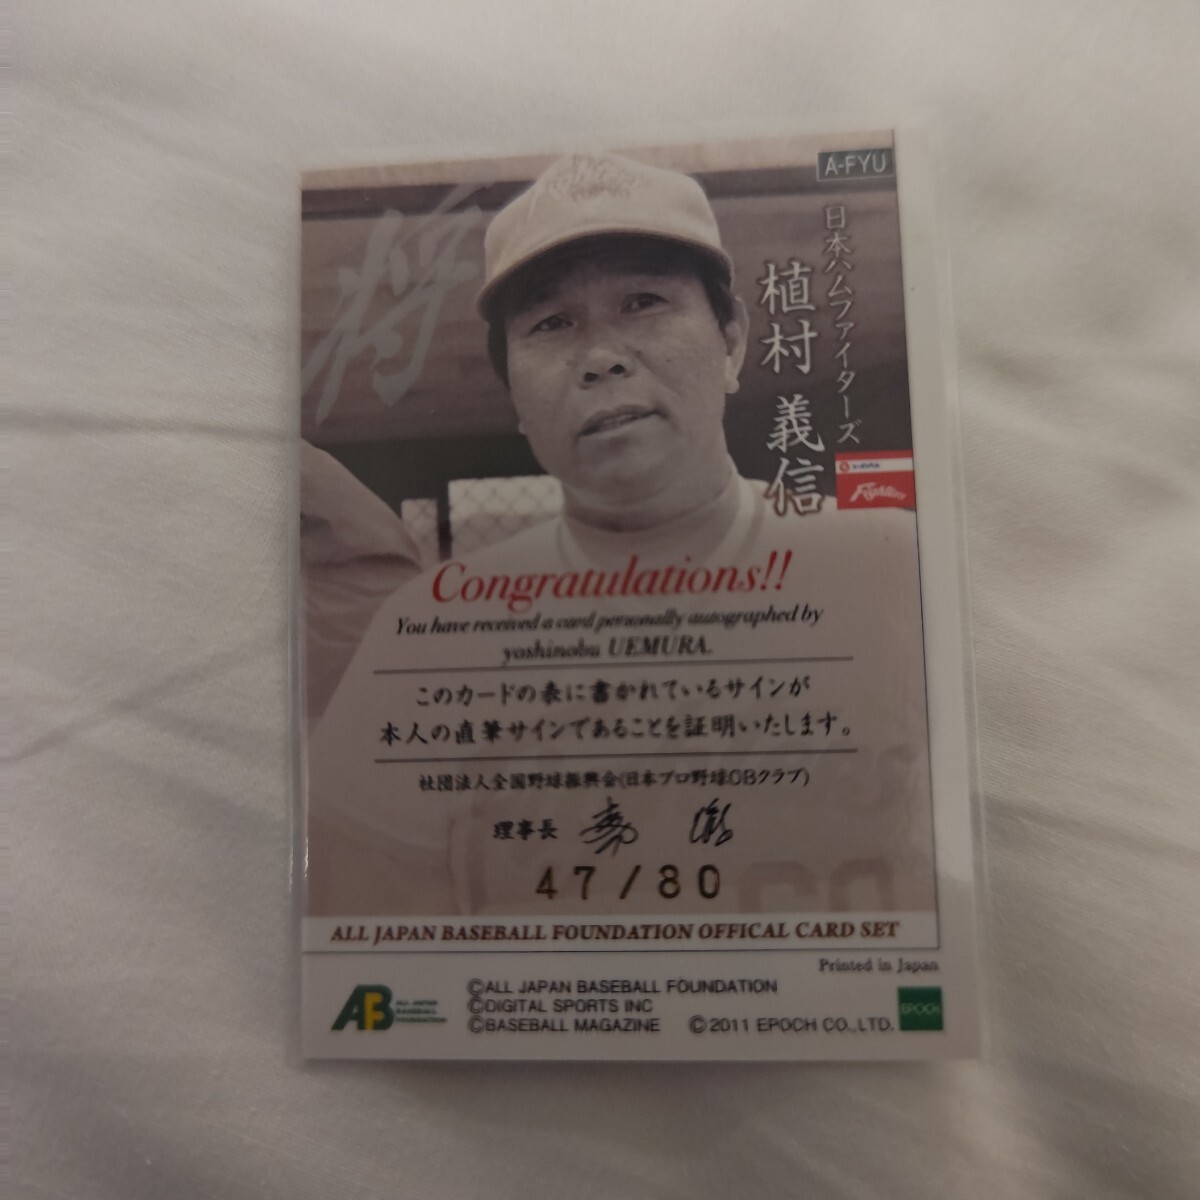 A-FYU
将
日本ハムファイターズ
植村 義信
Fighters
Congratulations!!
You have received a card personally autographed by
yoshinobu UEMURA.
このカードの表に書かれているサインが
本人の直筆サインであることを証明いたします。
社団法人全国野球振興会(日本プロ野球OBクラブ)
理事長
47/80
ALL JAPAN BASEBALL FOUNDATION OFFICAL CARD SET
Printed in Japan
AFB
ALL JAPAN
BASEBALL
FOUNDATION
©ALL JAPAN BASEBALL FOUNDATION
©DIGITAL SPORTS INC
©BASEBALL MAGAZINE ©2011 EPOCH CO.,LTD.
EPOCH